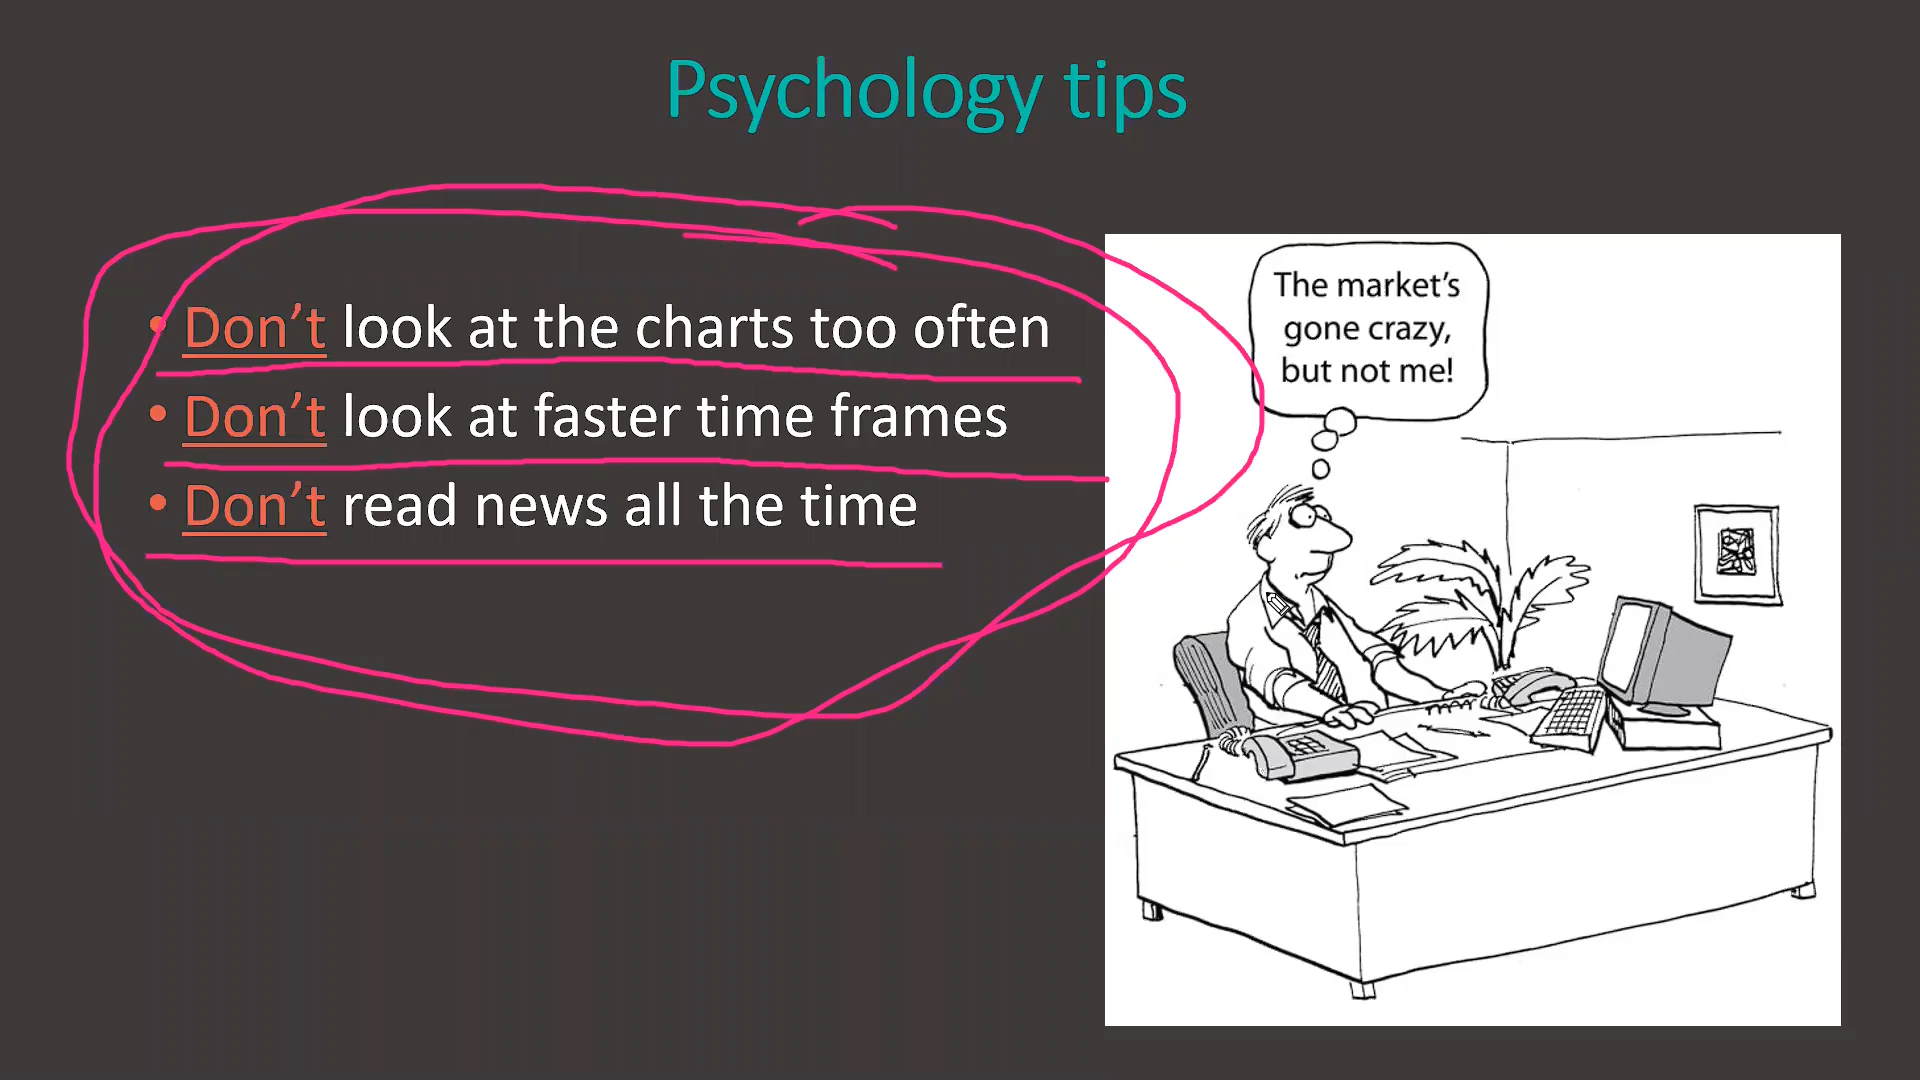 Psychology tips
• Don’t look at the charts too often
• Don’t look at faster time frames
• Don’t read news all the time
The market’s
gone crazy,
but not me!